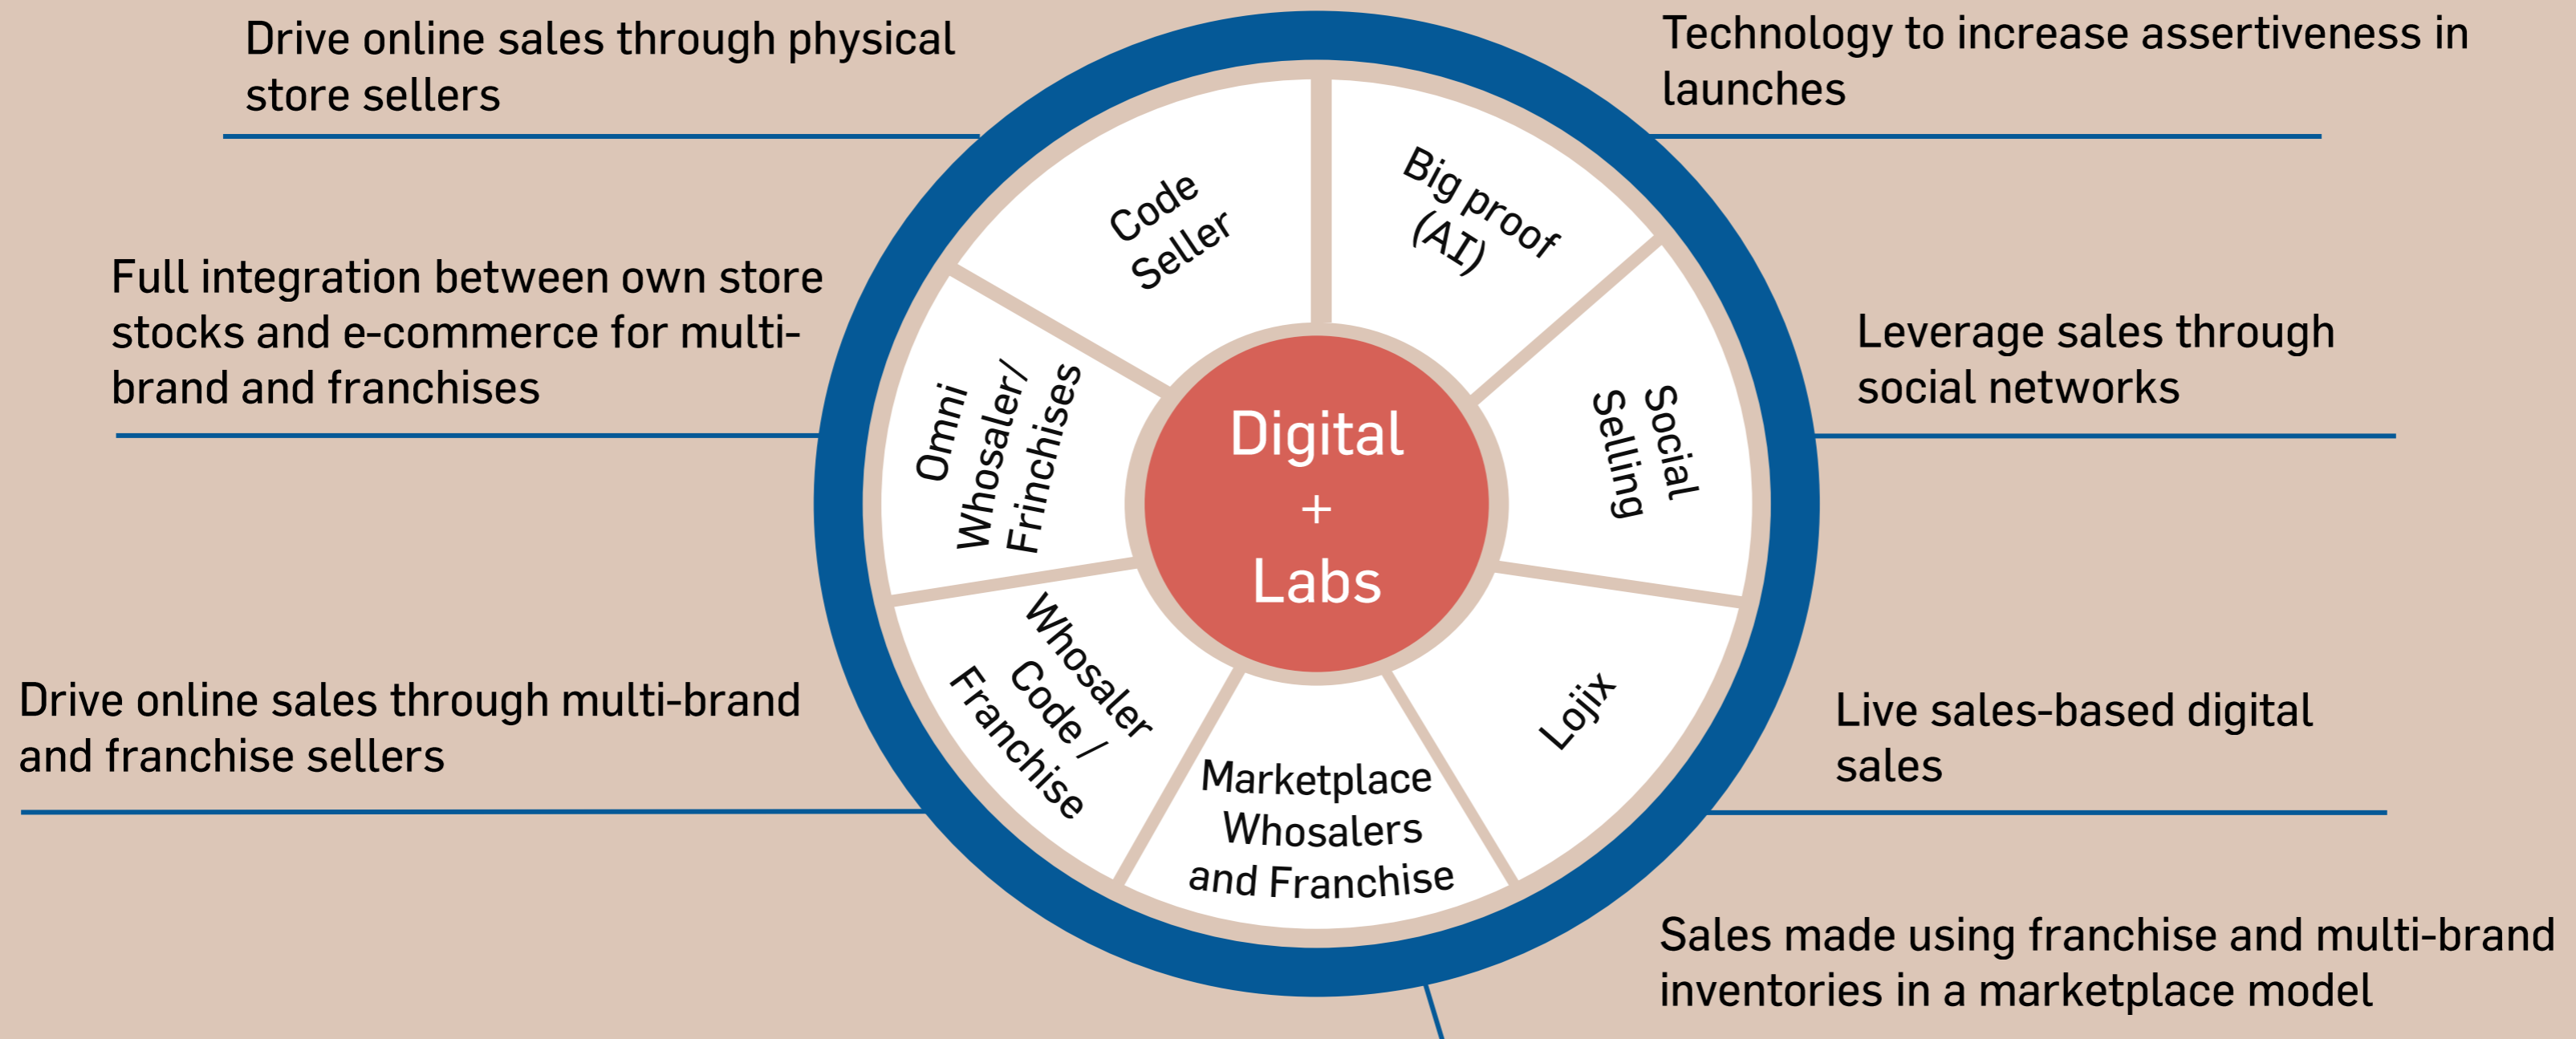 Drive online sales through physical
store sellers
Technology to increase assertiveness in
launches
Code
Seller
Big proof
(AI)
Full integration between own store
stocks and e-commerce for multi-
brand and franchises
Omni
Whosaler/
Frinchises
Digital
+
Labs
Social
Selling
Leverage sales through
social networks
Drive online sales through multi-brand
and franchise sellers
Whosaler
Code /
Franchise
Marketplace
Whosalers
and Franchise
Lojix
Live sales-based digital
sales
Sales made using franchise and multi-brand
inventories in a marketplace model